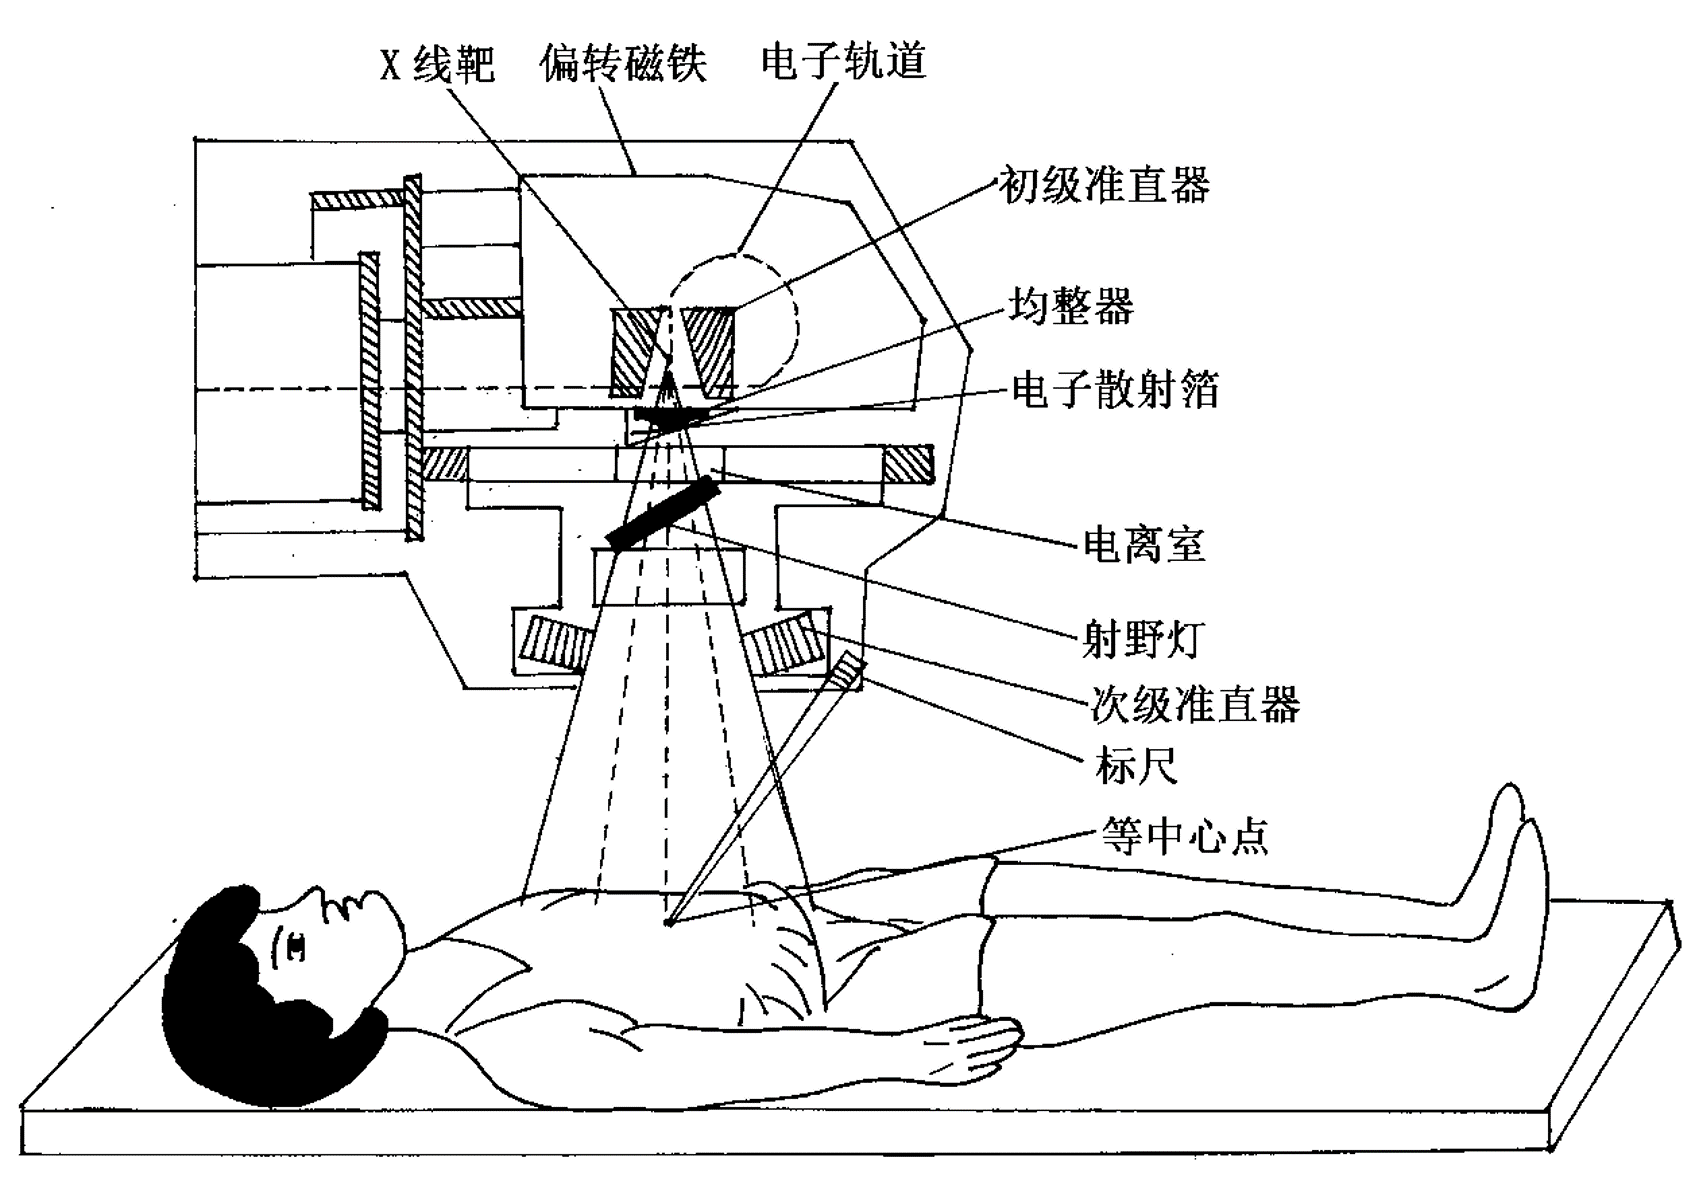 X线靶
偏转磁铁
电子轨道
初级准直器
均整器
电子散射箔
电离室
射野灯
次级准直器
标尺
等中心点